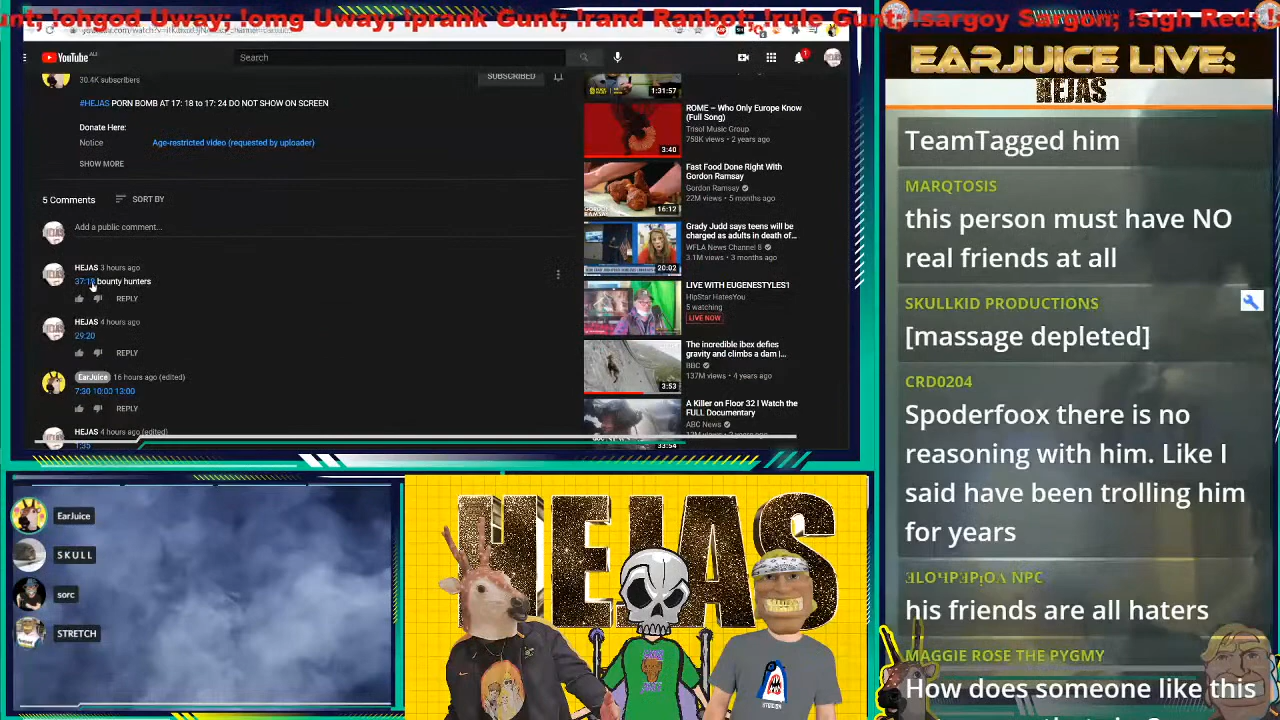 unt; !ohgod Uway; !omg Uway; !prank Gunt; !rand Ranbot; !rule Gunt; !sargoy Sargon; !sigh Reds
YouTube
Search
1
30.4K subscribers
SUBSCRIBED
#HEJAS PORN BOMB AT 17: 18 to 17: 24 DO NOT SHOW ON SCREEN
Donate Here:
Notice Age-restricted video (requested by uploader)
SHOW MORE
5 Comments SORT BY
Add a public comment...
HEJAS 3 hours ago
bounty hunters
REPLY
HEJAS 4 hours ago
29:20
REPLY
EarJuice 16 hours ago (edited)
7:30 10:00 13:00
REPLY
HEJAS 4 hours ago (edited)
1:35
1:31:57
ROME – Who Only Europe Know
(Full Song)
Trisol Music Group
758K views • 2 years ago
3:40
Fast Food Done Right With
Gordon Ramsay
Gordon Ramsay
22M views • 5 months ago
16:12
Grady Judd says teens will be
charged as adults in death of...
WFLA News Channel 8
3.1M views • 3 months ago
20:02
LIVE WITH EUGENESTYLES1
HipStar HatesYou
5 watching
LIVE NOW
The incredible ibex defies
gravity and climbs a dam |...
BBC
137M views • 4 years ago
3:53
A Killer on Floor 32 I Watch the
FULL Documentary
ABC News
33:54
EARJUICE LIVE:
HEJAS
TeamTagged him
MARQTOSIS
this person must have NO
real friends at all
SKULLKID PRODUCTIONS
[massage depleted]
CRD0204
Spoderfoox there is no
reasoning with him. Like I
said have been trolling him
for years
NPC
his friends are all haters
MAGGIE ROSE THE PYGMY
How does someone like this
EarJuice
SKULL
sorc
STRETCH
HEJAS